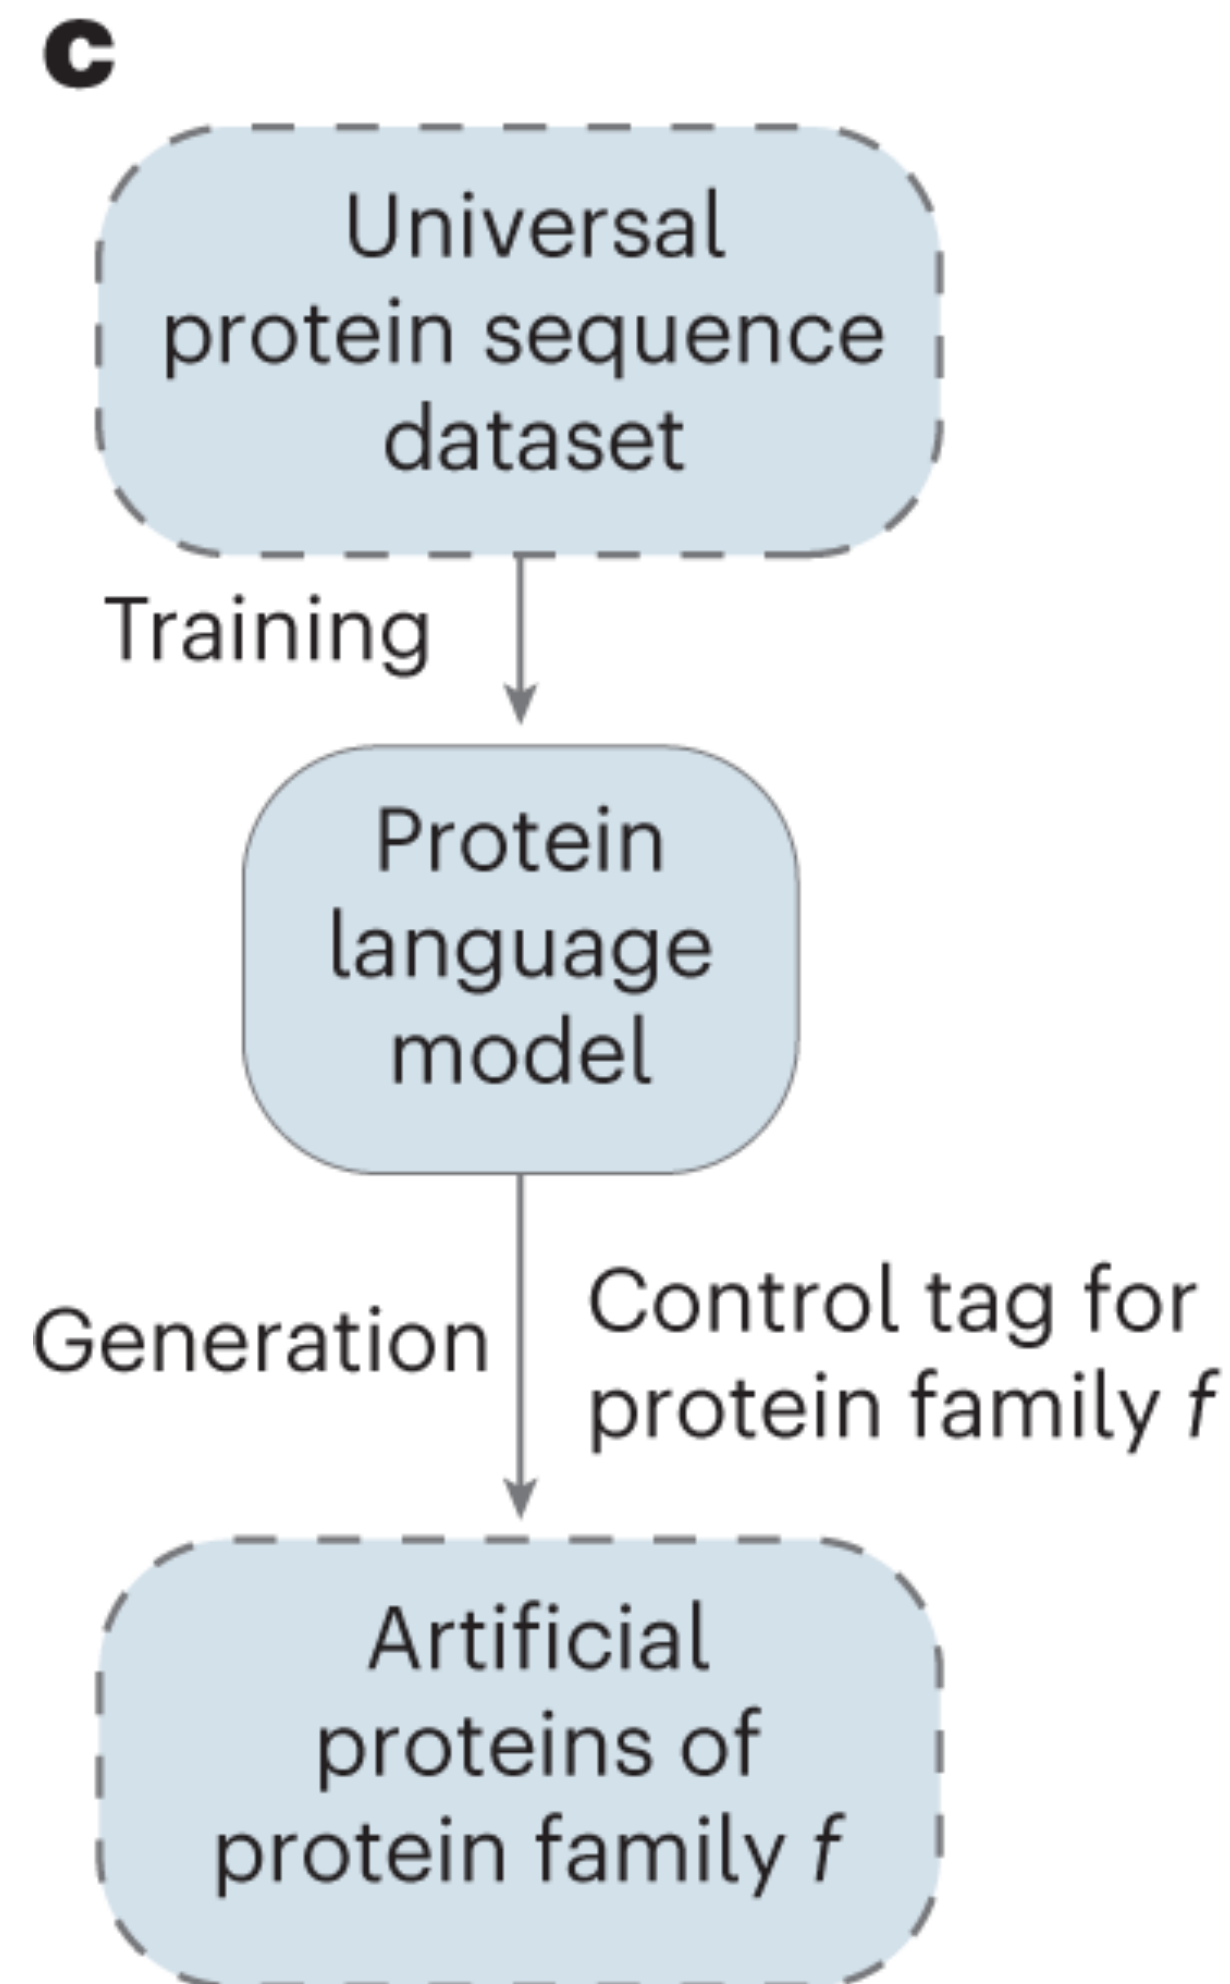 c
Universal
protein sequence
dataset
Training
Protein
language
model
Generation
Control tag for
protein family f
Artificial
proteins of
protein family f